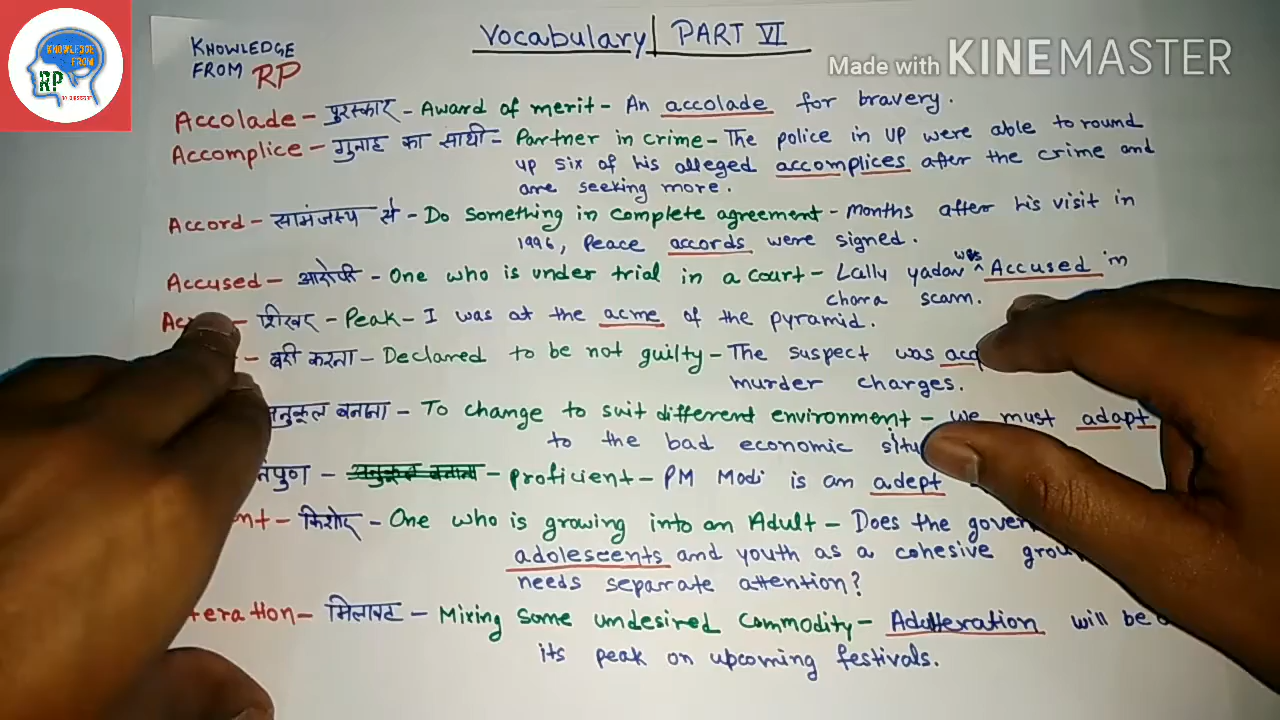 KNOWLEDGE FROM
RP
KNOWLEDGE
FROM RP
Vocabulary | PART VI
Made with KINEMASTER
Accolade - पुरस्कार - Award of merit - An accolade for bravery.
Accomplice - गुनाह का साथी - Partner in crime - The police in UP were able to round
up six of his alleged accomplices after the crime and
are seeking more.
Accord - सामंजस्य से - Do something in complete agreement - months after his visit in
1996, peace accords were signed.
Accused - आरोपी - One who is under trial in a court - Lally yadav was Accused in
chara scam.
- शिखर - Peak - I was at the acme of the pyramid.
- बरी करना - Declared to be not guilty - The suspect was
murder charges.
बनाना - To change to suit different environment - we must adapt
to the bad economic
- proficient - PM Modi is an adept
- किशोर - One who is growing into an Adult - Does the
adolescents and youth as a cohesive
needs separate attention?
- मिलावट - Mixing some undesired commodity - Adulteration will be
its peak on upcoming festivals.